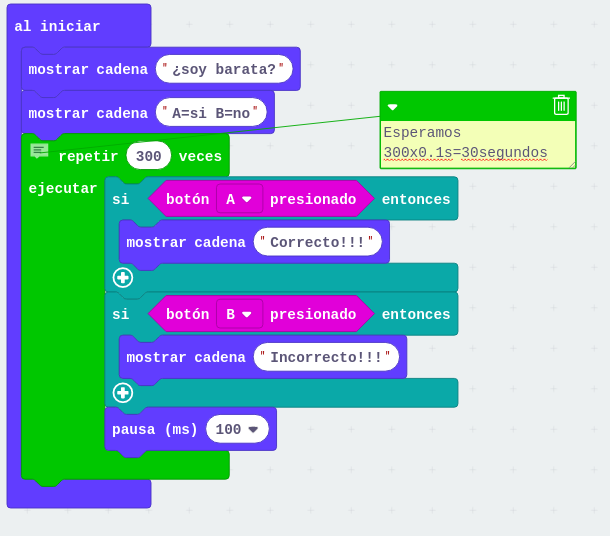 al iniciar
mostrar cadena "¿soy barata?"
mostrar cadena "A=si B=no"
Esperamos
300x0.1s=30segundos
repetir 300 veces
ejecutar
si botón A presionado entonces
mostrar cadena "Correcto!!!"
si botón B presionado entonces
mostrar cadena "Incorrecto!!!"
pausa (ms) 100